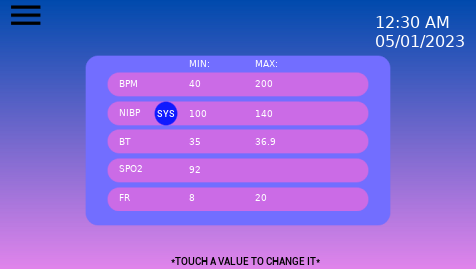 12:30 AM
05/01/2023
MIN: MAX:
BPM 40 200
NIBP SYS 100 140
BT 35 36.9
SPO2 92
FR 8 20
*TOUCH A VALUE TO CHANGE IT*